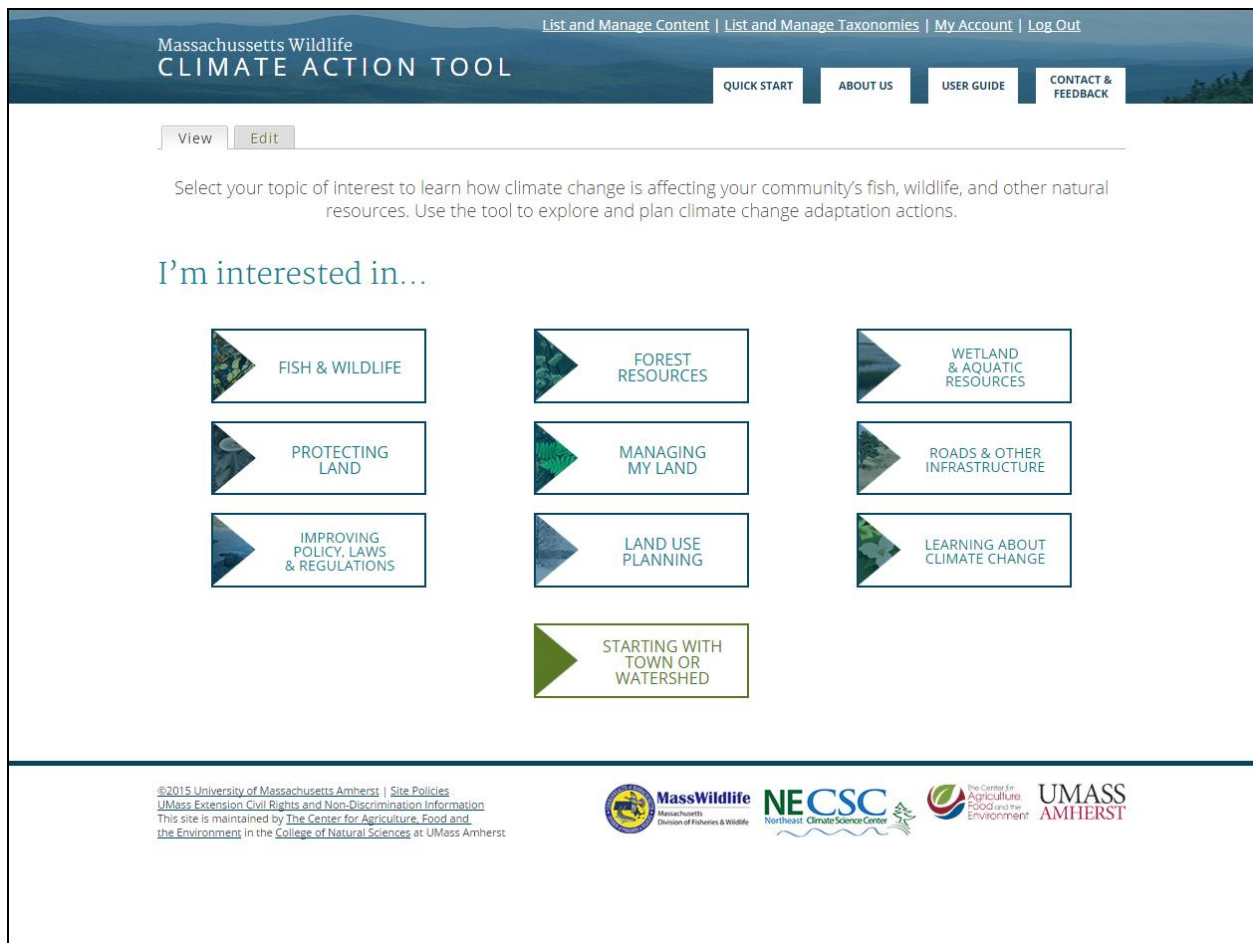 List and Manage Content | List and Manage Taxonomies | My Account | Log Out
Massachussetts Wildlife
CLIMATE ACTION TOOL
QUICK START
ABOUT US
USER GUIDE
CONTACT &
FEEDBACK
View
Edit
Select your topic of interest to learn how climate change is affecting your community’s fish, wildlife, and other natural
resources. Use the tool to explore and plan climate change adaptation actions.
I’m interested in...
FISH & WILDLIFE
FOREST
RESOURCES
WETLAND
& AQUATIC
RESOURCES
PROTECTING
LAND
MANAGING
MY LAND
ROADS & OTHER
INFRASTRUCTURE
IMPROVING
POLICY, LAWS
& REGULATIONS
LAND USE
PLANNING
LEARNING ABOUT
CLIMATE CHANGE
STARTING WITH
TOWN OR
WATERSHED
©2015 University of Massachusetts Amherst | Site Policies
UMass Extension Civil Rights and Non-Discrimination Information
This site is maintained by The Center for Agriculture, Food and
the Environment in the College of Natural Sciences at UMass Amherst
MassWildlife
Massachusetts
Division of Fisheries & Wildlife
NECSC
Northeast Climate Science Center
The Center for
Agriculture,
Food and the
Environment
UMASS
AMHERST